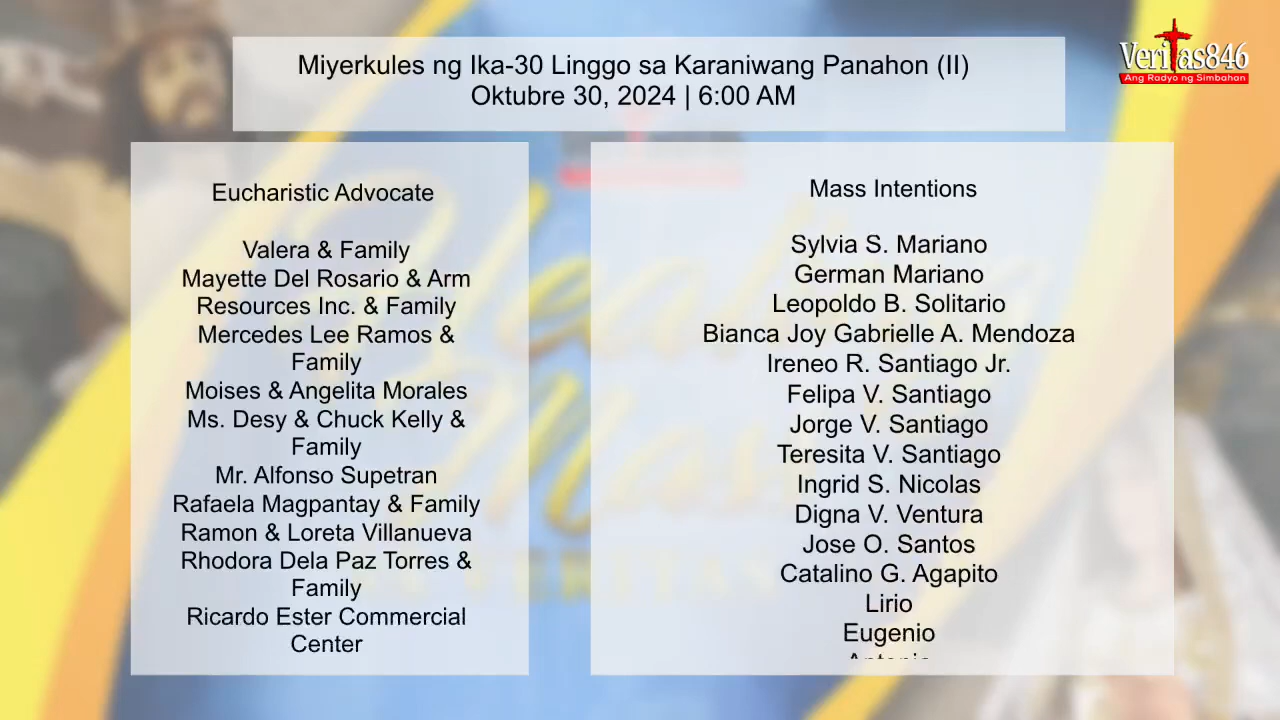 Miyerkules ng Ika-30 Linggo sa Karaniwang Panahon (II)
Oktubre 30, 2024 | 6:00 AM
Veritas846
Ang Radyo ng Simbahan
Eucharistic Advocate
Valera & Family
Mayette Del Rosario & Arm
Resources Inc. & Family
Mercedes Lee Ramos &
Family
Moises & Angelita Morales
Ms. Desy & Chuck Kelly &
Family
Mr. Alfonso Supetran
Rafaela Magpantay & Family
Ramon & Loreta Villanueva
Rhodora Dela Paz Torres &
Family
Ricardo Ester Commercial
Center
Mass Intentions
Sylvia S. Mariano
German Mariano
Leopoldo B. Solitario
Bianca Joy Gabrielle A. Mendoza
Ireneo R. Santiago Jr.
Felipa V. Santiago
Jorge V. Santiago
Teresita V. Santiago
Ingrid S. Nicolas
Digna V. Ventura
Jose O. Santos
Catalino G. Agapito
Lirio
Eugenio
Healing
Mass